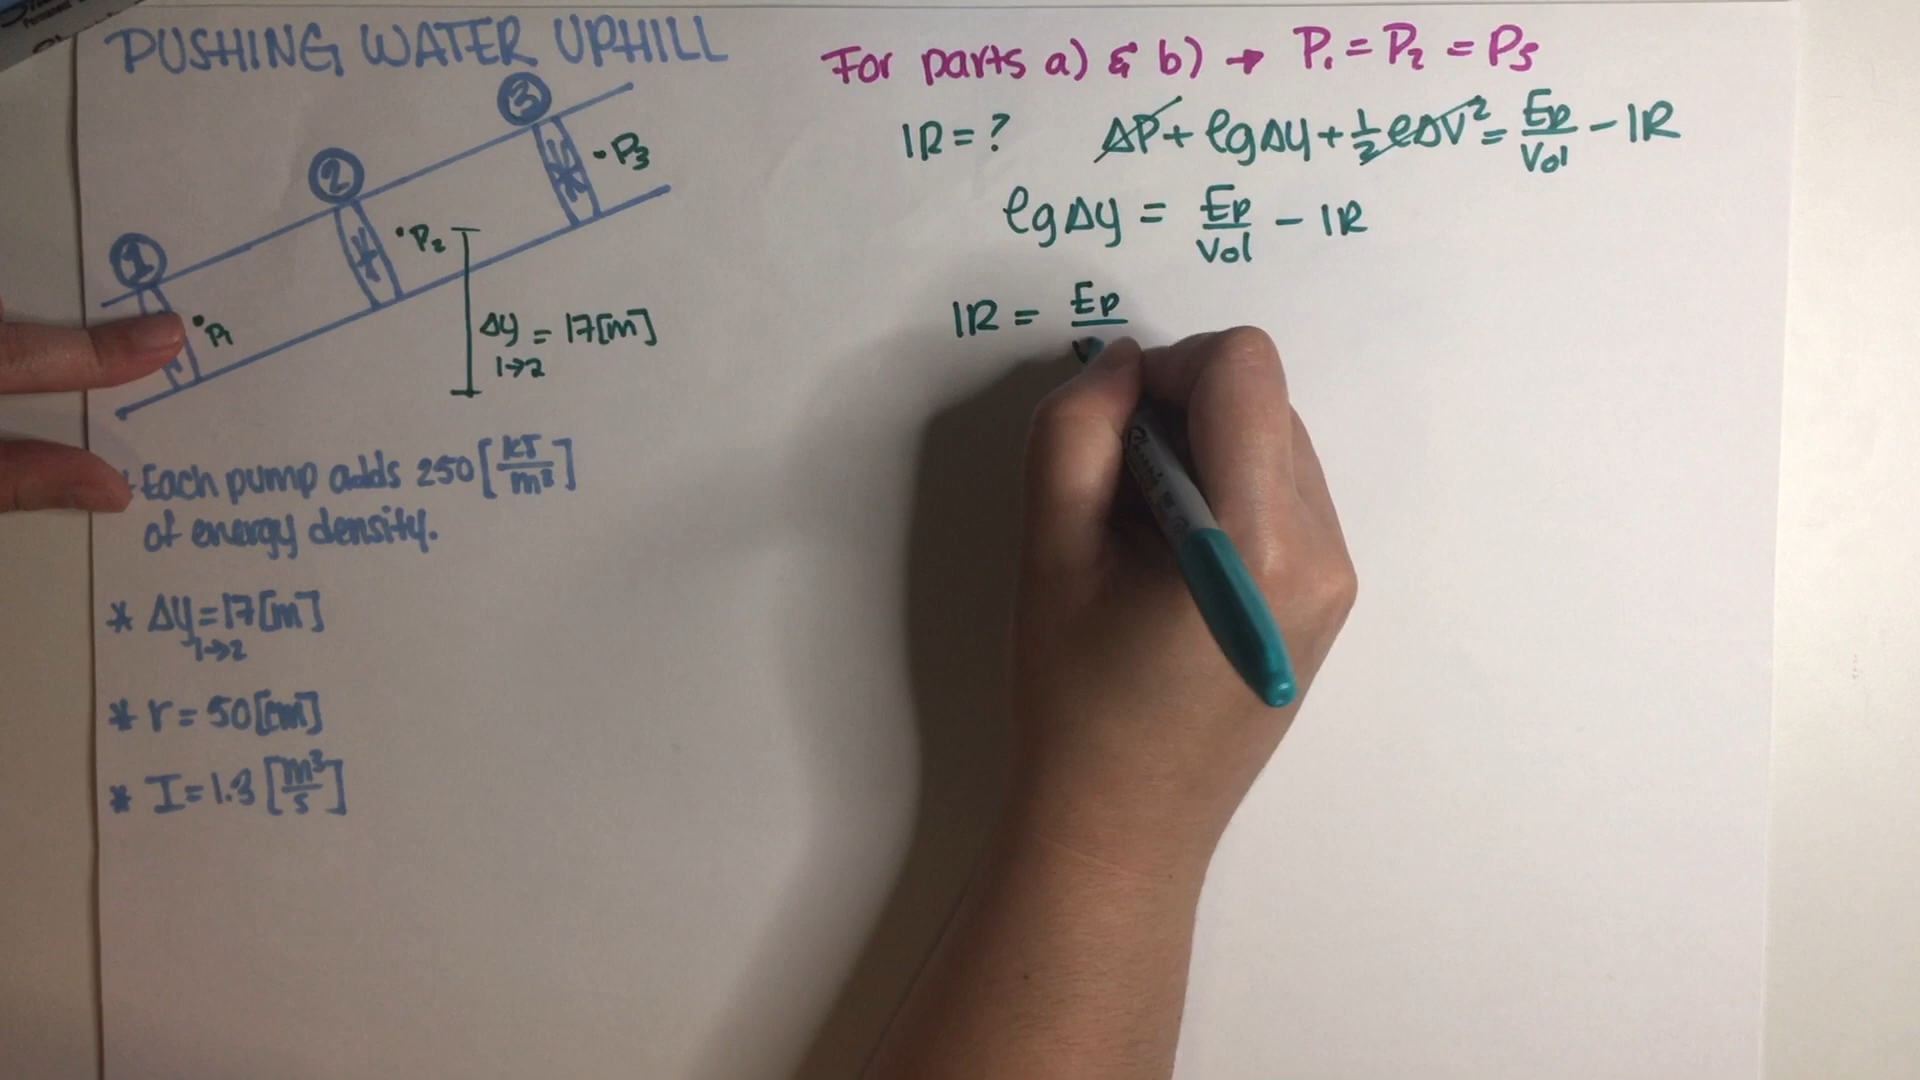 PUSHING WATER UPHILL
1
2
3
P₁
P₂
P₃
Δy = 17[m]
1→2
Each pump adds 250 [kJ/m³]
of energy density.
* Δy = 17[m]
1→2
* r = 50[cm]
* I = 1.3 [m³/s]
For parts a) & b) → P₁ = P₂ = P₃
IR = ? ΔP + ρgΔy + ½ρΔV² = Ep/Vol − IR
ρgΔy = Ep/Vol − IR
IR = Ep